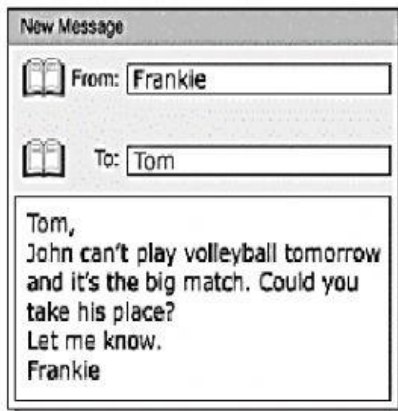 New Message
From: Frankie
To: Tom
Tom,
John can't play volleyball tomorrow
and it's the big match. Could you
take his place?
Let me know.
Frankie